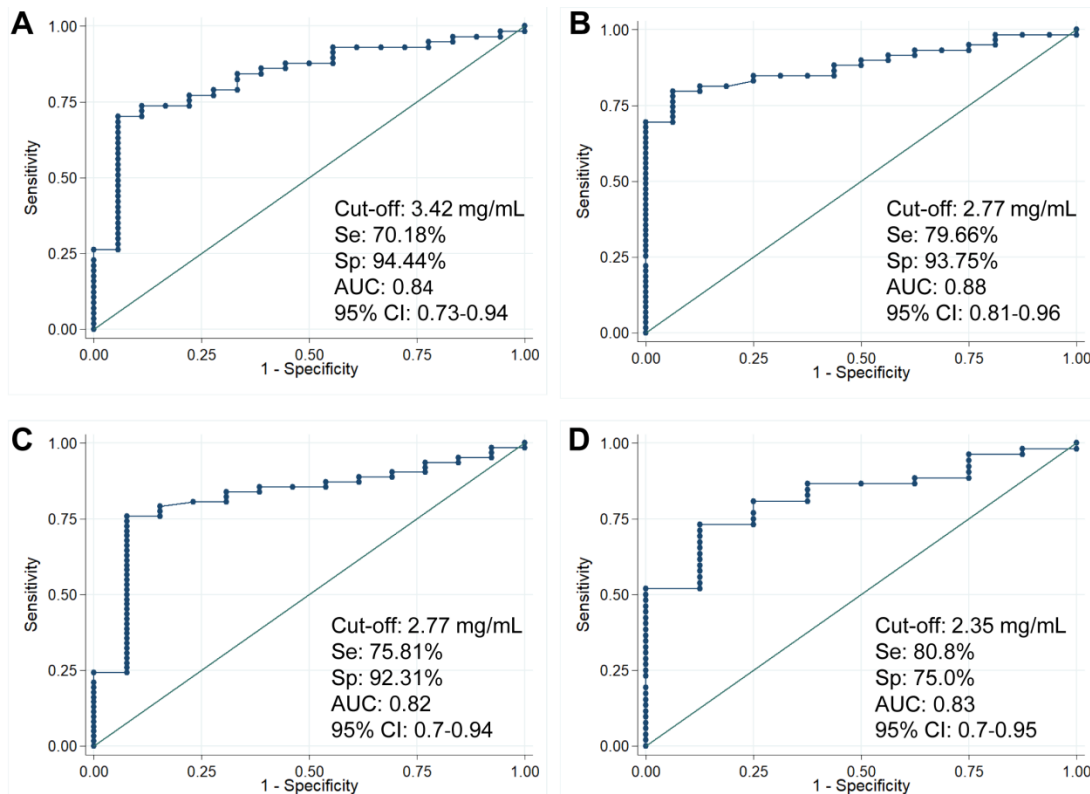 A
1.00
0.75
0.50
0.25
0.00
Sensitivity
Cut-off: 3.42 mg/mL
Se: 70.18%
Sp: 94.44%
AUC: 0.84
95% CI: 0.73-0.94
0.00 0.25 0.50 0.75 1.00
1 - Specificity
B
1.00
0.75
0.50
0.25
0.00
Sensitivity
Cut-off: 2.77 mg/mL
Se: 79.66%
Sp: 93.75%
AUC: 0.88
95% CI: 0.81-0.96
0.00 0.25 0.50 0.75 1.00
1 - Specificity
C
1.00
0.75
0.50
0.25
0.00
Sensitivity
Cut-off: 2.77 mg/mL
Se: 75.81%
Sp: 92.31%
AUC: 0.82
95% CI: 0.7-0.94
0.00 0.25 0.50 0.75 1.00
1 - Specificity
D
1.00
0.75
0.50
0.25
0.00
Sensitivity
Cut-off: 2.35 mg/mL
Se: 80.8%
Sp: 75.0%
AUC: 0.83
95% CI: 0.7-0.95
0.00 0.25 0.50 0.75 1.00
1 - Specificity